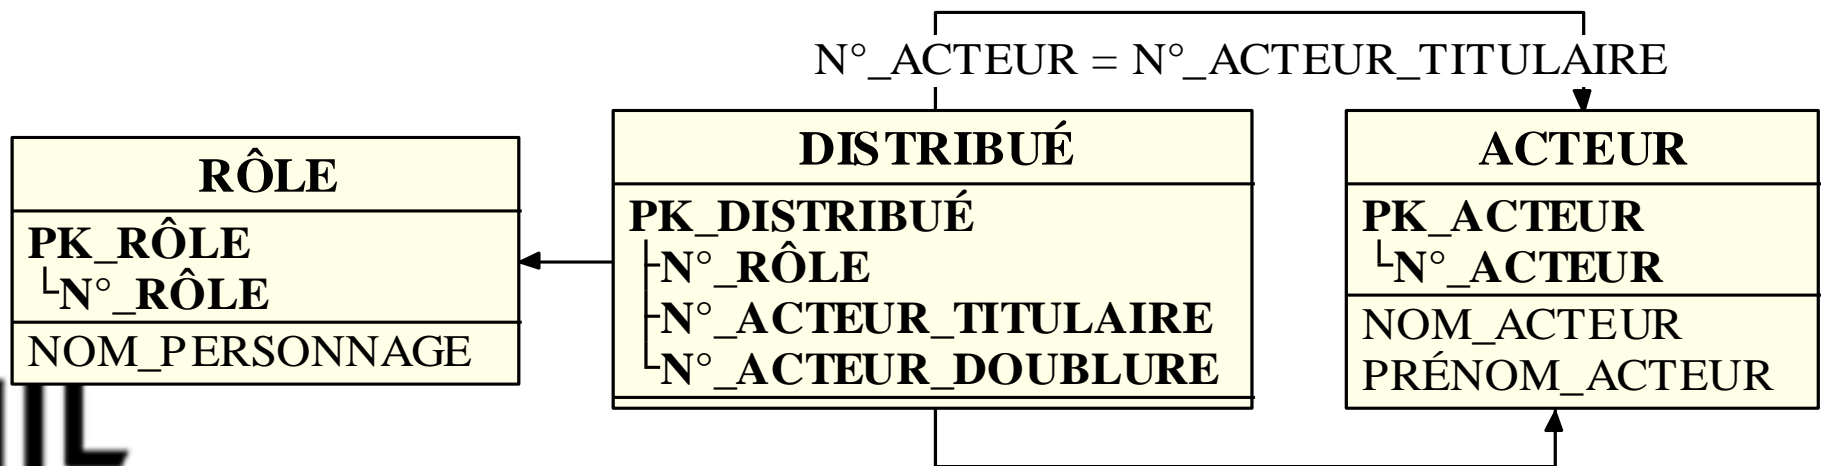 N°_ACTEUR = N°_ACTEUR_TITULAIRE
RÔLE
PK_RÔLE
N°_RÔLE
NOM_PERSONNAGE
DISTRIBUÉ
PK_DISTRIBUÉ
N°_RÔLE
N°_ACTEUR_TITULAIRE
N°_ACTEUR_DOUBLURE
ACTEUR
PK_ACTEUR
N°_ACTEUR
NOM_ACTEUR
PRÉNOM_ACTEUR